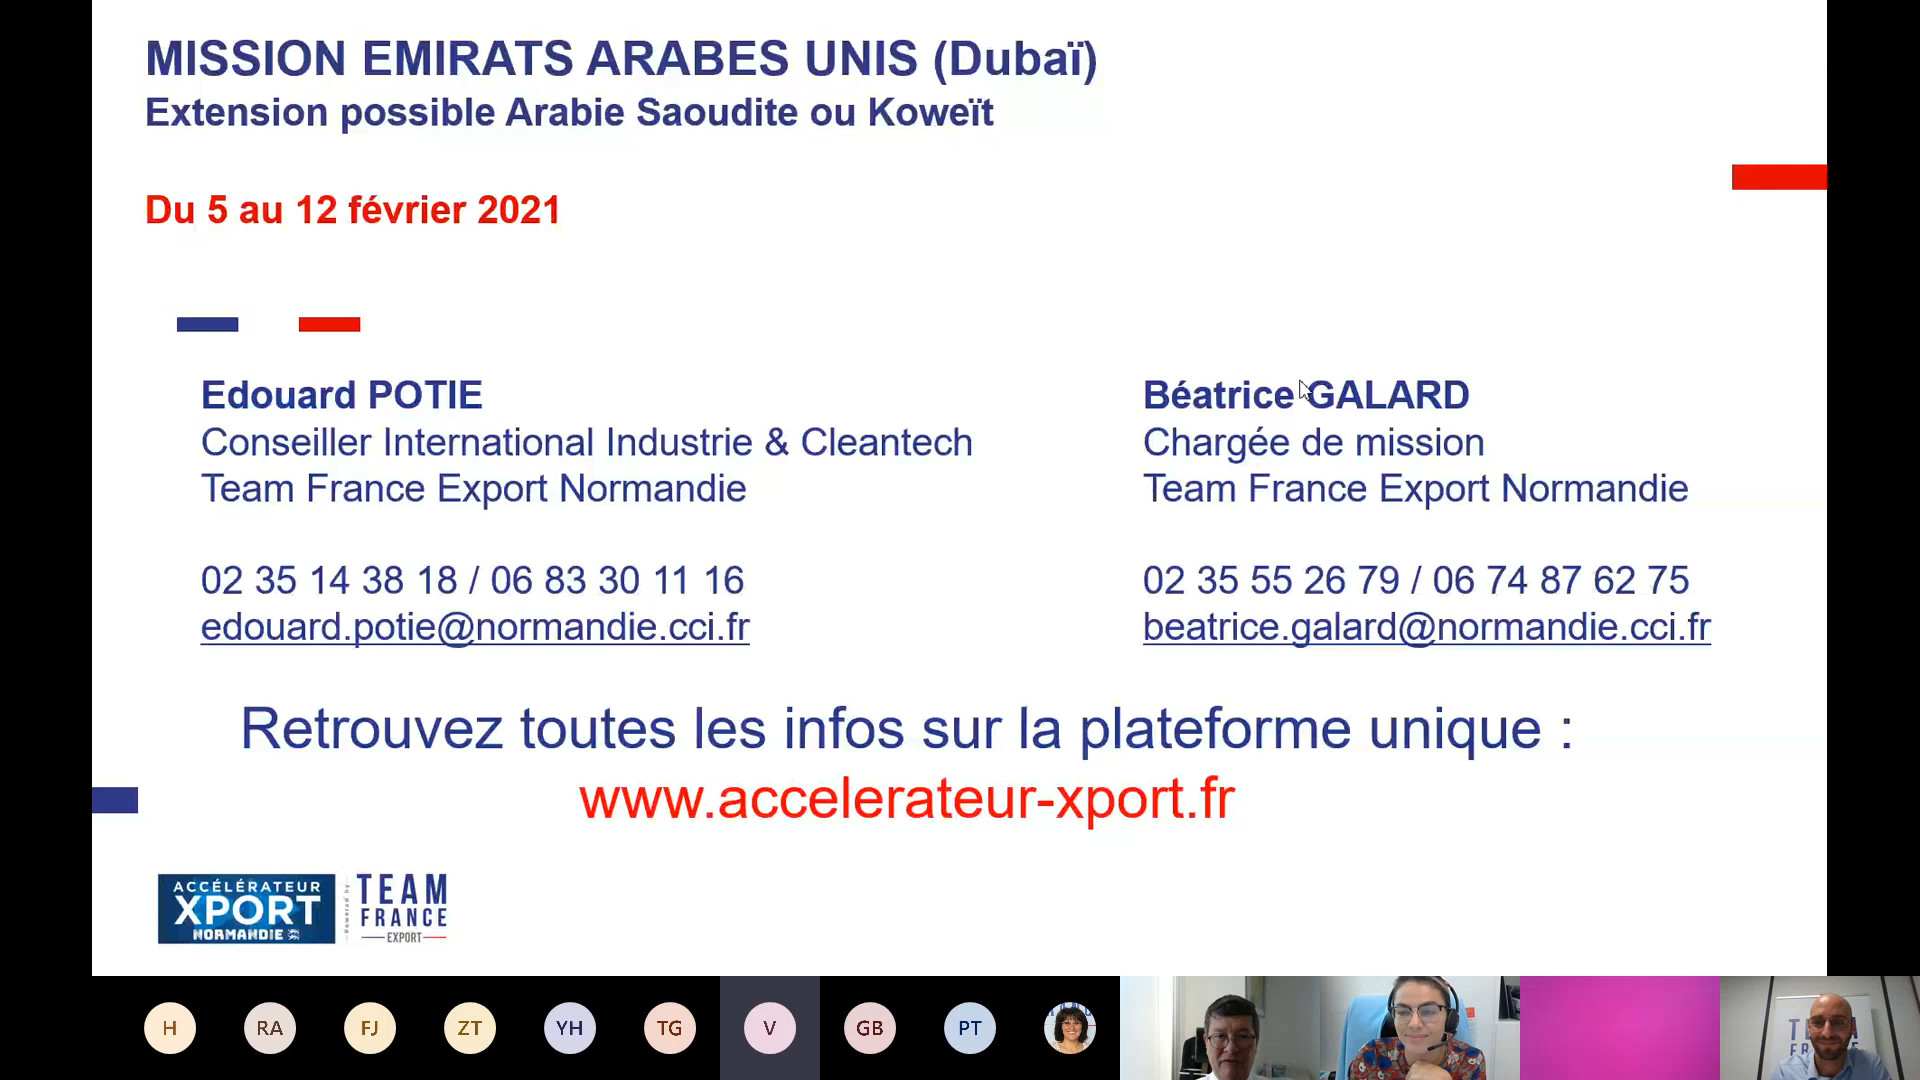 MISSION EMIRATS ARABES UNIS (Dubaï)
Extension possible Arabie Saoudite ou Koweït
Du 5 au 12 février 2021
Edouard POTIE
Conseiller International Industrie & Cleantech
Team France Export Normandie
02 35 14 38 18 / 06 83 30 11 16
edouard.potie@normandie.cci.fr
Béatrice GALARD
Chargée de mission
Team France Export Normandie
02 35 55 26 79 / 06 74 87 62 75
beatrice.galard@normandie.cci.fr
Retrouvez toutes les infos sur la plateforme unique :
www.accelerateur-xport.fr
ACCÉLÉRATEUR
XPORT
NORMANDIE
Powered by
TEAM
FRANCE
EXPORT
H
RA
FJ
ZT
YH
TG
V
GB
PT